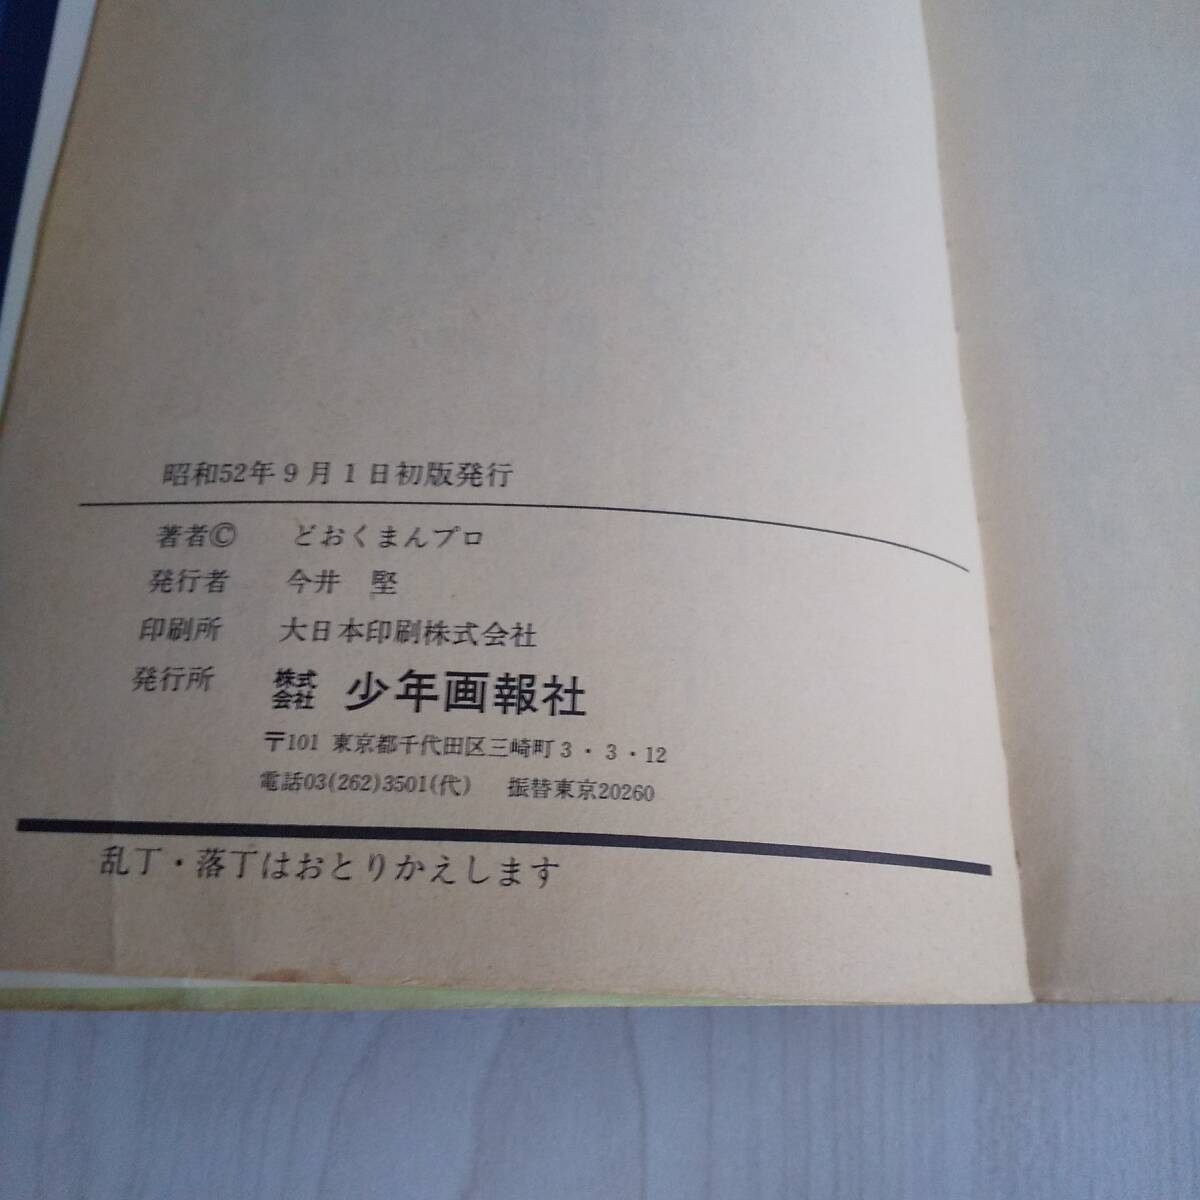 昭和52年9月1日初版発行
著者© どおくまんプロ
発行者 今井 堅
印刷所 大日本印刷株式会社
発行所 株式会社 少年画報社
〒101 東京都千代田区三崎町3・3・12
電話03(262)3501(代) 振替東京20260
乱丁・落丁はおとりかえします